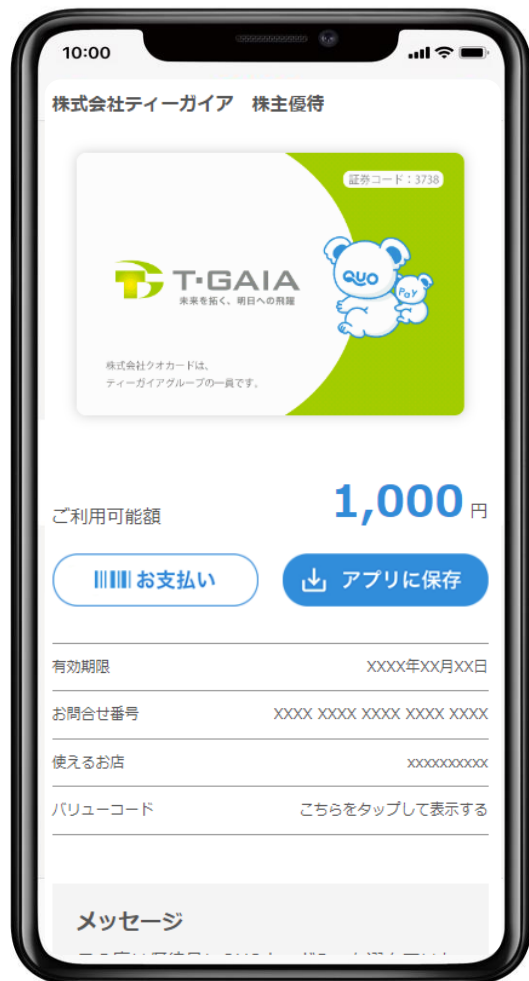 10:00
株式会社ティーガイア 株主優待
証券コード：3738
T·GAIA
未来を拓く、明日への飛躍
QUO
PAY
株式会社クオカードは、
ティーガイアグループの一員です。
ご利用可能額 1,000 円
お支払い アプリに保存
有効期限 XXXX年XX月XX日
お問合せ番号 XXXX XXXX XXXX XXXX XXXX
使えるお店 xxxxxxxxxx
バリューコード こちらをタップして表示する
メッセージ